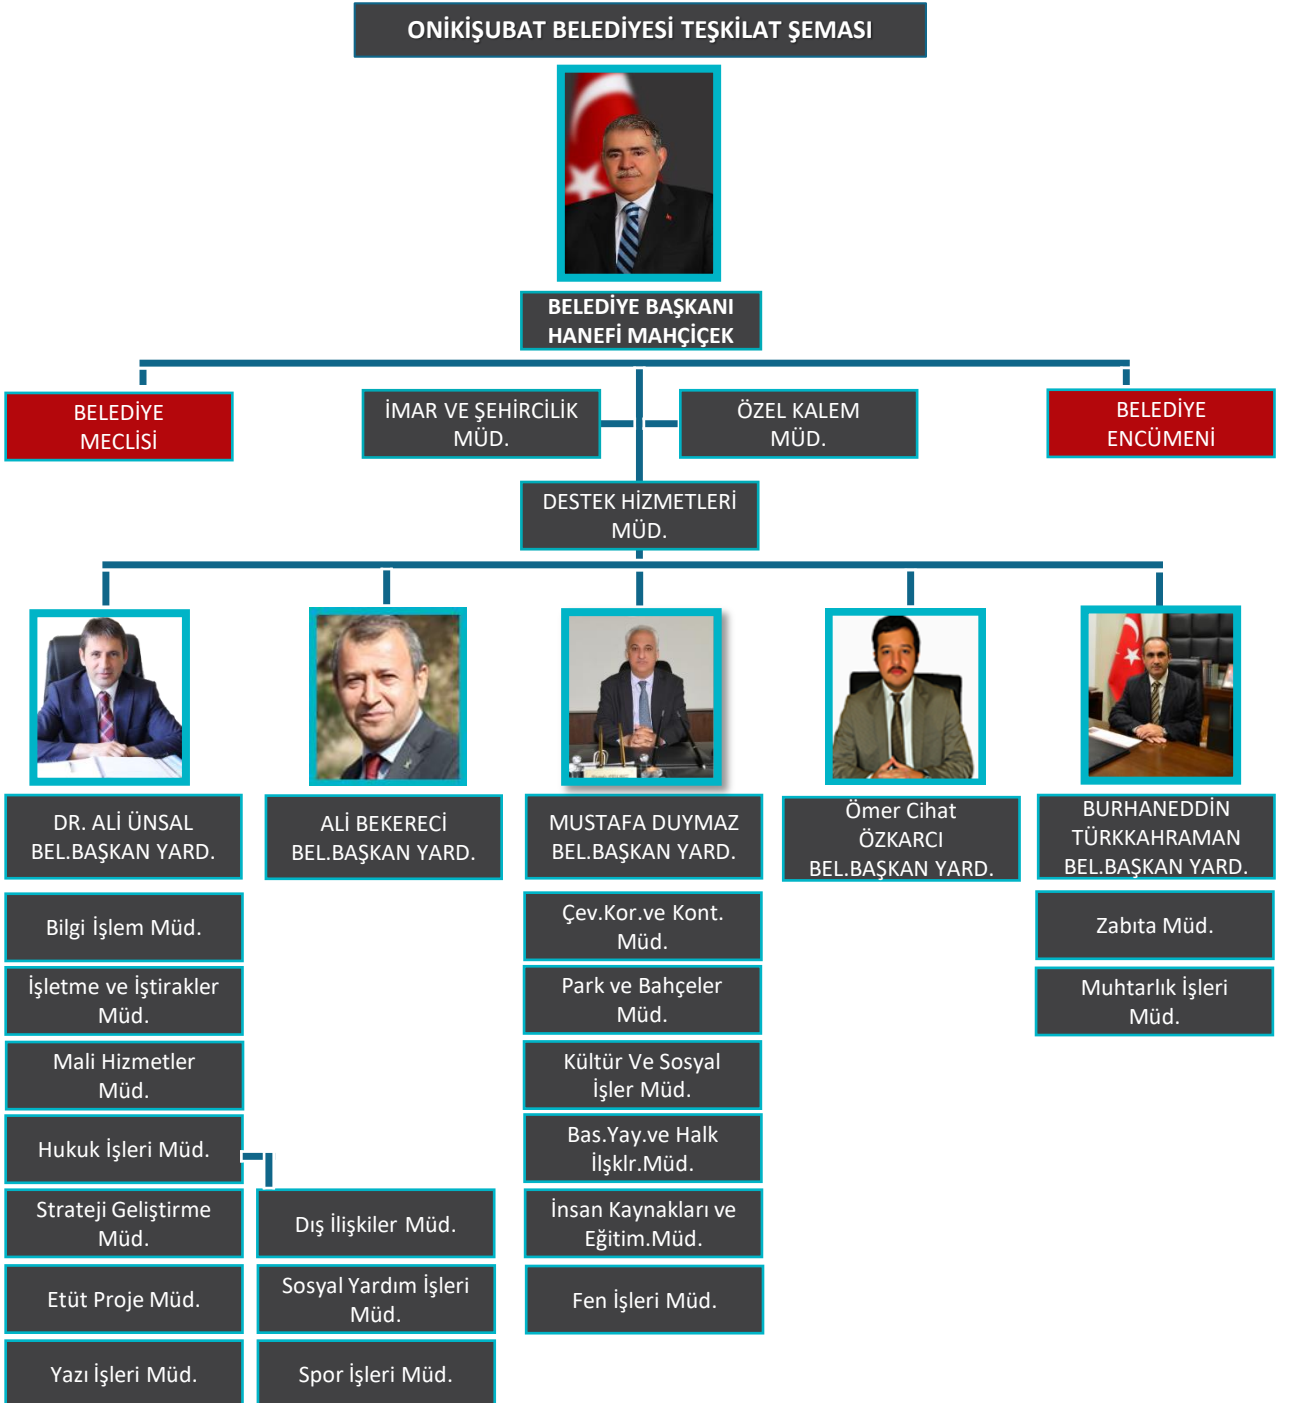 ONİKİŞUBAT BELEDİYESİ TEŞKİLAT ŞEMASI
BELEDİYE BAŞKANI
HANEFİ MAHÇİÇEK
BELEDİYE
MECLİSİ
İMAR VE ŞEHİRCİLİK
MÜD.
ÖZEL KALEM
MÜD.
BELEDİYE
ENCÜMENİ
DESTEK HİZMETLERİ
MÜD.
DR. ALİ ÜNSAL
BEL.BAŞKAN YARD.
ALİ BEKERECİ
BEL.BAŞKAN YARD.
MUSTAFA DUYMAZ
BEL.BAŞKAN YARD.
Ömer Cihat
ÖZKARCI
BEL.BAŞKAN YARD.
BURHANEDDİN
TÜRKKAHRAMAN
BEL.BAŞKAN YARD.
Bilgi İşlem Müd.
İşletme ve İştirakler
Müd.
Mali Hizmetler
Müd.
Hukuk İşleri Müd.
Strateji Geliştirme
Müd.
Etüt Proje Müd.
Yazı İşleri Müd.
Dış İlişkiler Müd.
Sosyal Yardım İşleri
Müd.
Spor İşleri Müd.
Çev.Kor.ve Kont.
Müd.
Park ve Bahçeler
Müd.
Kültür Ve Sosyal
İşler Müd.
Bas.Yay.ve Halk
İlşklr.Müd.
İnsan Kaynakları ve
Eğitim.Müd.
Fen İşleri Müd.
Zabıta Müd.
Muhtarlık İşleri
Müd.